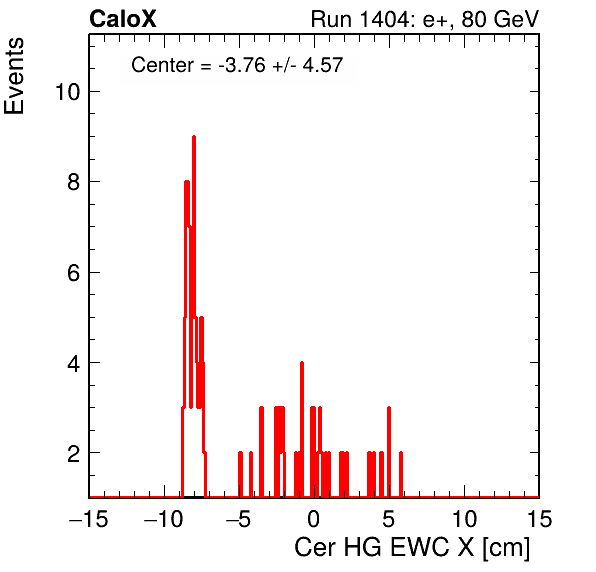 CaloX Run 1404: e+, 80 GeV
Center = -3.76 +/- 4.57
Events
10
8
6
4
2
−15 −10 −5 0 5 10 15
Cer HG EWC X [cm]